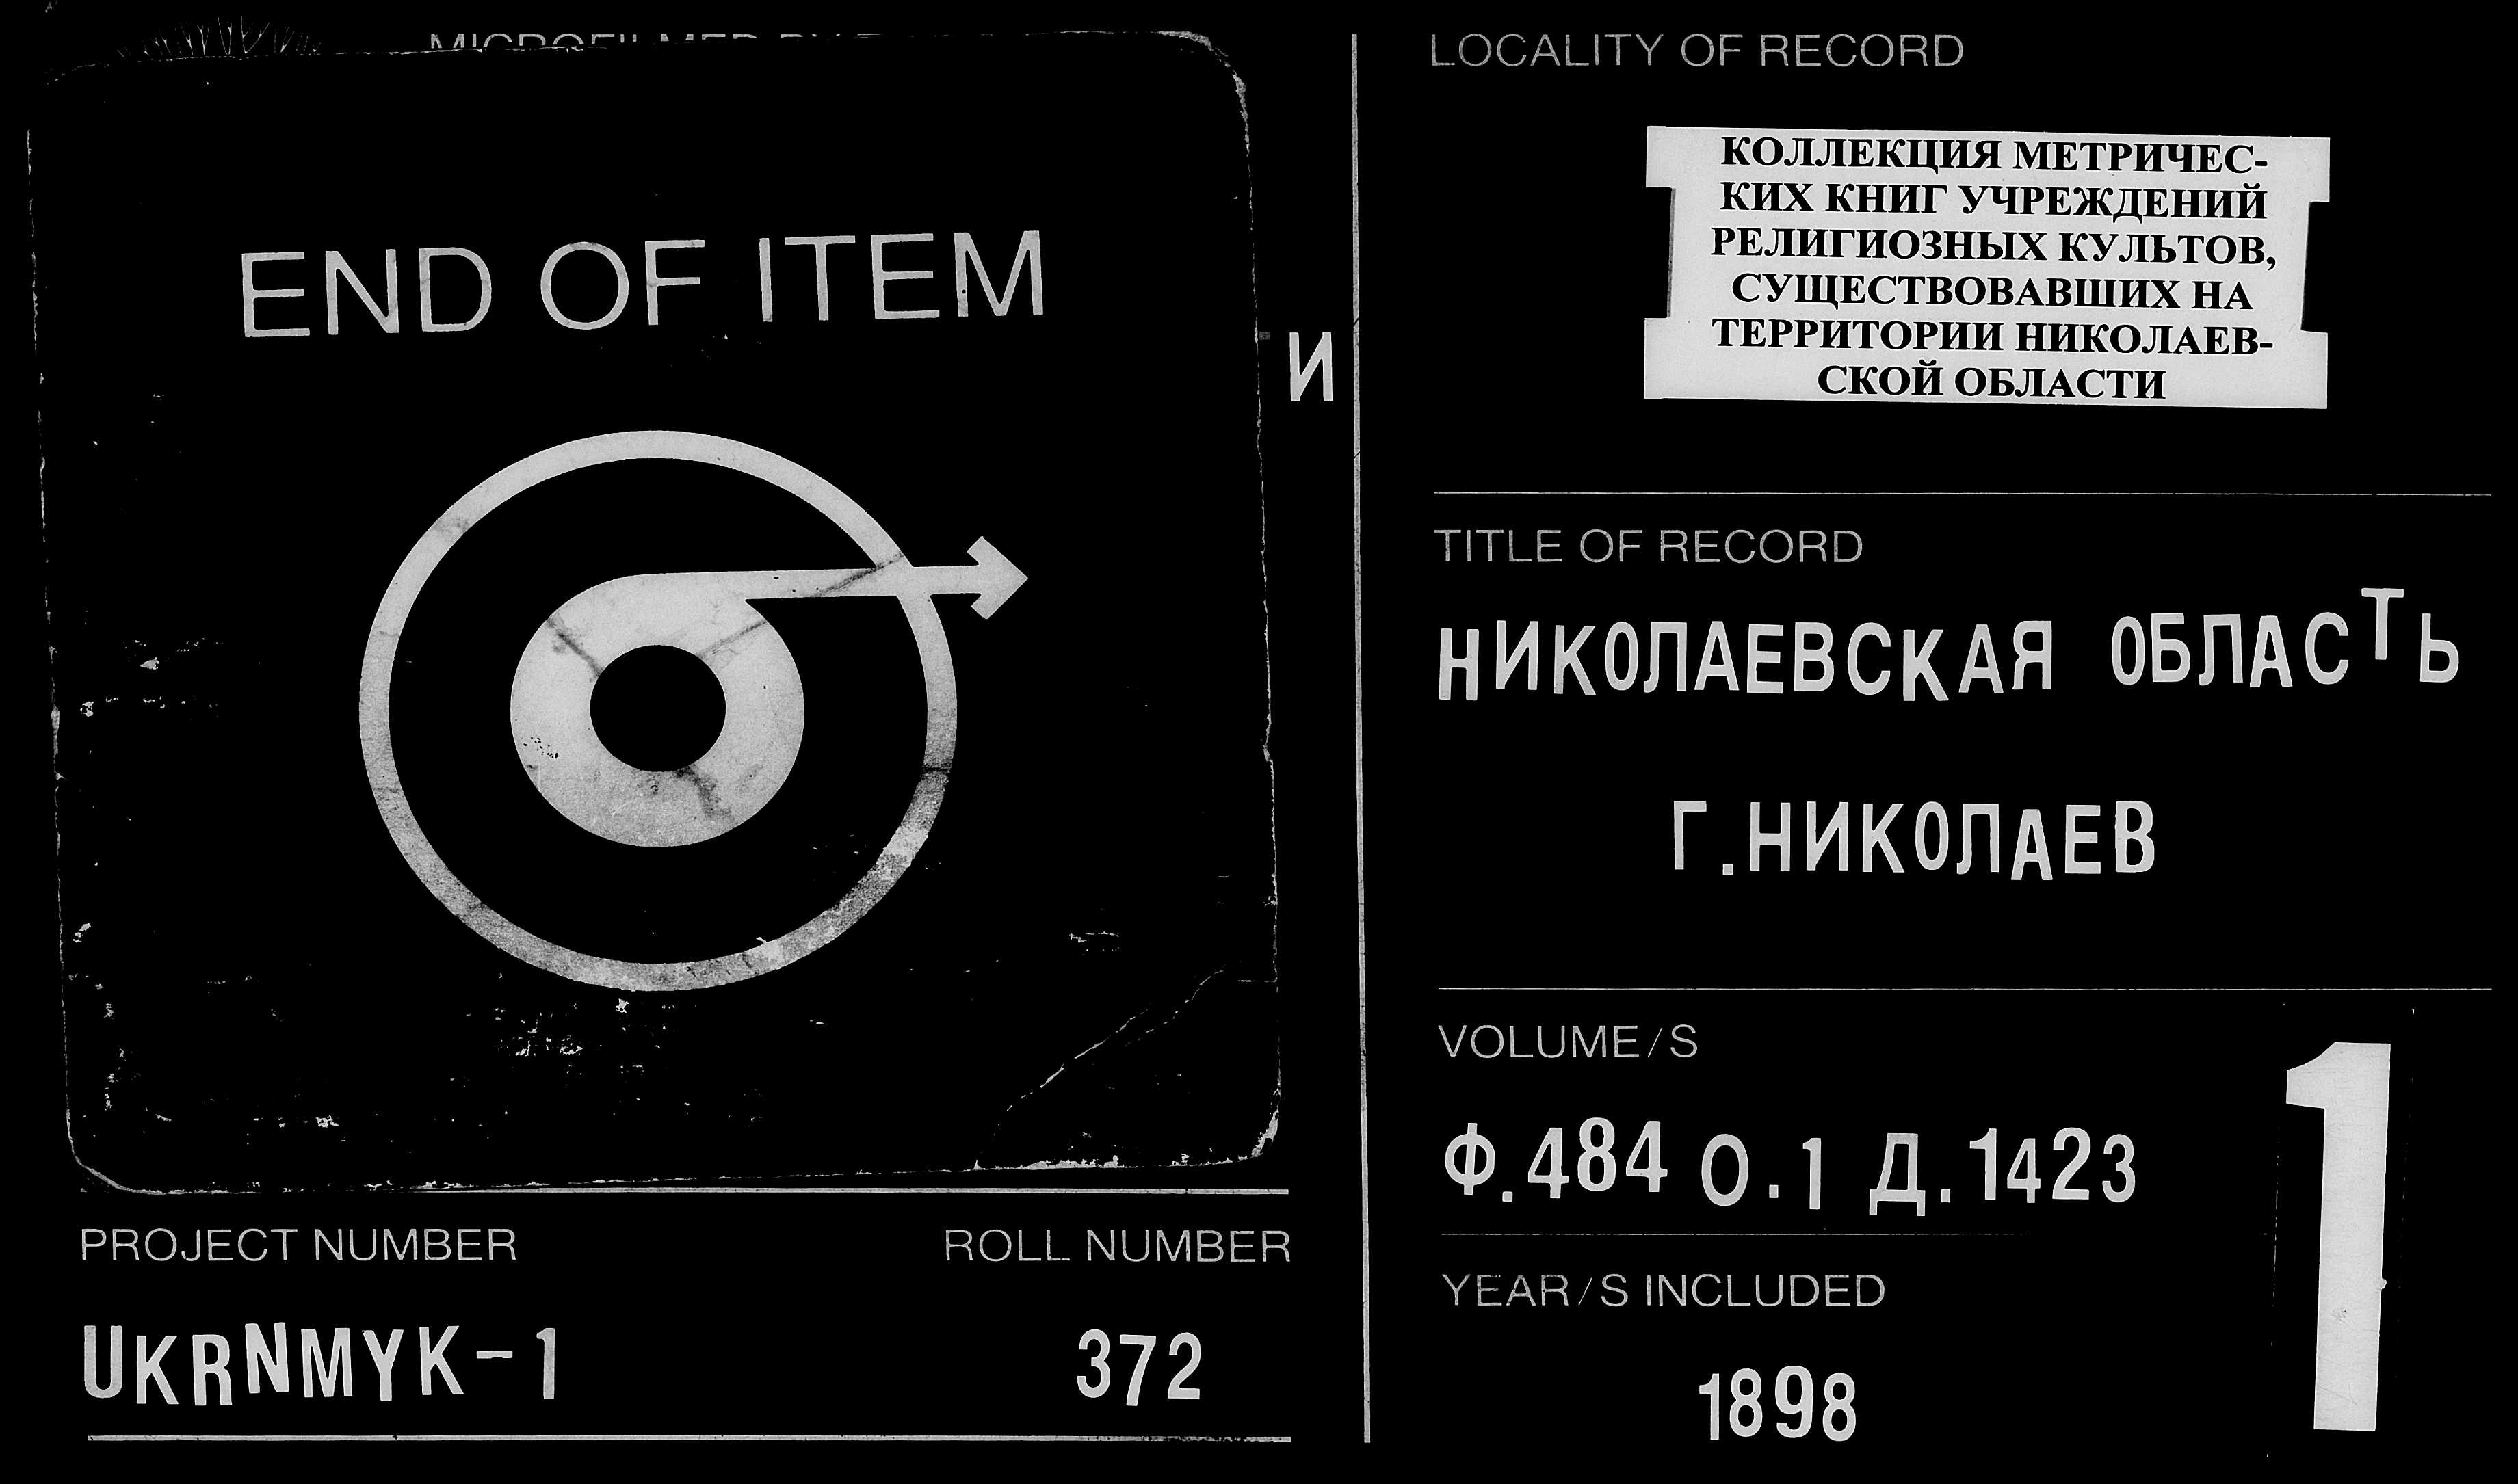 END OF ITEM
И
PROJECT NUMBER
ROLL NUMBER
UKRNMYK-1
372
LOCALITY OF RECORD
КОЛЛЕКЦИЯ МЕТРИЧЕС-
КИХ КНИГ УЧРЕЖДЕНИЙ
РЕЛИГИОЗНЫХ КУЛЬТОВ,
СУЩЕСТВОВАВШИХ НА
ТЕРРИТОРИИ НИКОЛАЕВ-
СКОЙ ОБЛАСТИ
TITLE OF RECORD
НИКОЛАЕВСКАЯ ОБЛАСТЬ
Г.НИКОЛАЕВ
VOLUME/S
Ф.484 О.1 Д.1423
YEAR/S INCLUDED
1898
1